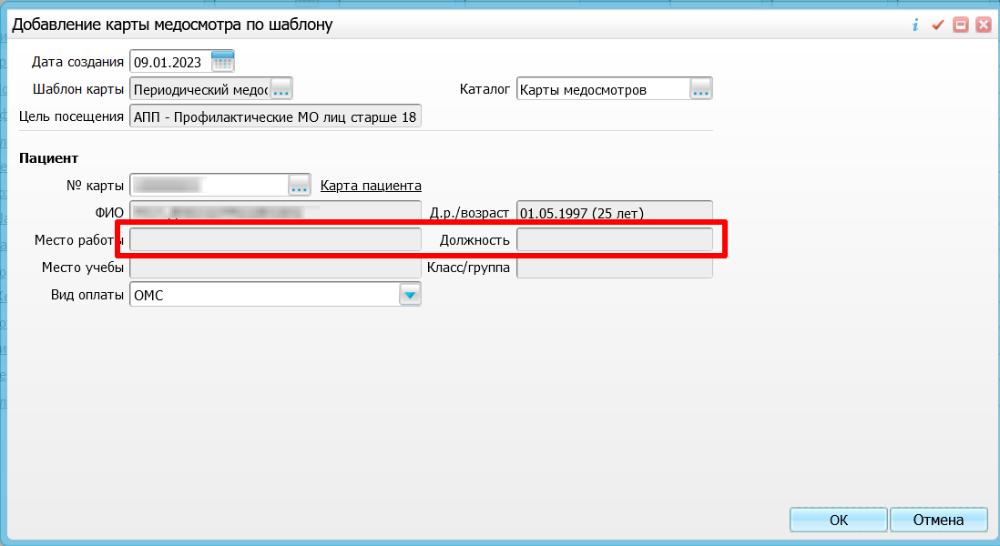 Добавление карты медосмотра по шаблону
Дата создания 09.01.2023
Шаблон карты Периодический медос ... Каталог Карты медосмотров ...
Цель посещения АПП - Профилактические МО лиц старше 18
Пациент
№ карты ... Карта пациента
ФИО Д.р./возраст 01.05.1997 (25 лет)
Место работы Должность
Место учебы Класс/группа
Вид оплаты ОМС
OK Отмена